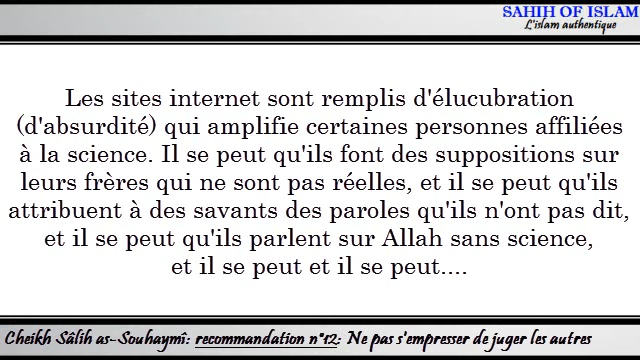 SAHIH OF ISLAM
L'islam authentique
Les sites internet sont remplis d'élucubration
(d'absurdité) qui amplifie certaines personnes affiliées
à la science. Il se peut qu'ils font des suppositions sur
leurs frères qui ne sont pas réelles, et il se peut qu'ils
attribuent à des savants des paroles qu'ils n'ont pas dit,
et il se peut qu'ils parlent sur Allah sans science,
et il se peut et il se peut....
Cheikh Sâlih as-Souhaymî: recommandation n°12: Ne pas s'empresser de juger les autres